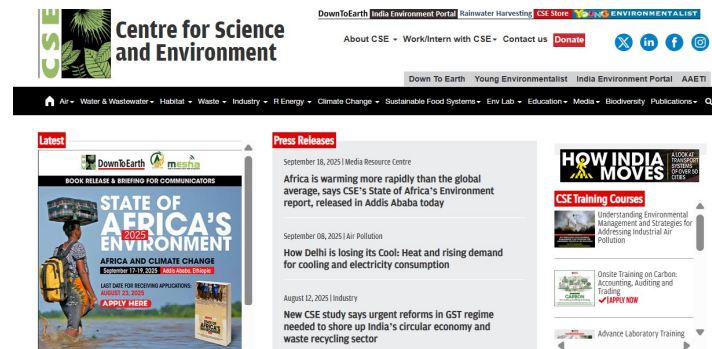 DownToEarth India Environment Portal Rainwater Harvesting CSE Store YOUNG ENVIRONMENTALIST
CSE
Centre for Science
and Environment
About CSE Work/Intern with CSE Contact us Donate
Down To Earth Young Environmentalist India Environment Portal AAETI
Air Water & Wastewater Habitat Waste Industry R Energy Climate Change Sustainable Food Systems Env Lab Education Media Biodiversity Publications
Latest
DownToEarth mesha
BOOK RELEASE & BRIEFING FOR COMMUNICATORS
STATE OF
AFRICA'S
2025
ENVIRONMENT
AFRICA AND CLIMATE CHANGE
September 17-19, 2025 Addis Ababa, Ethiopia
LAST DATE FOR RECEIVING APPLICATIONS:
AUGUST 23, 2025
APPLY HERE
Press Releases
September 18, 2025 | Media Resource Centre
Africa is warming more rapidly than the global
average, says CSE's State of Africa's Environment
report, released in Addis Ababa today
September 08, 2025 | Air Pollution
How Delhi is losing its Cool: Heat and rising demand
for cooling and electricity consumption
August 12, 2025 | Industry
New CSE study says urgent reforms in GST regime
needed to shore up India's circular economy and
waste recycling sector
HOW INDIA
MOVES
A LOOK AT
TRANSPORT
SYSTEMS
OF OVER 50
CITIES
CSE Training Courses
Understanding Environmental
Management and Strategies for
Addressing Industrial Air
Pollution
Onsite Training on Carbon:
Accounting, Auditing and
Trading
APPLY NOW
CARBON
Advance Laboratory Training